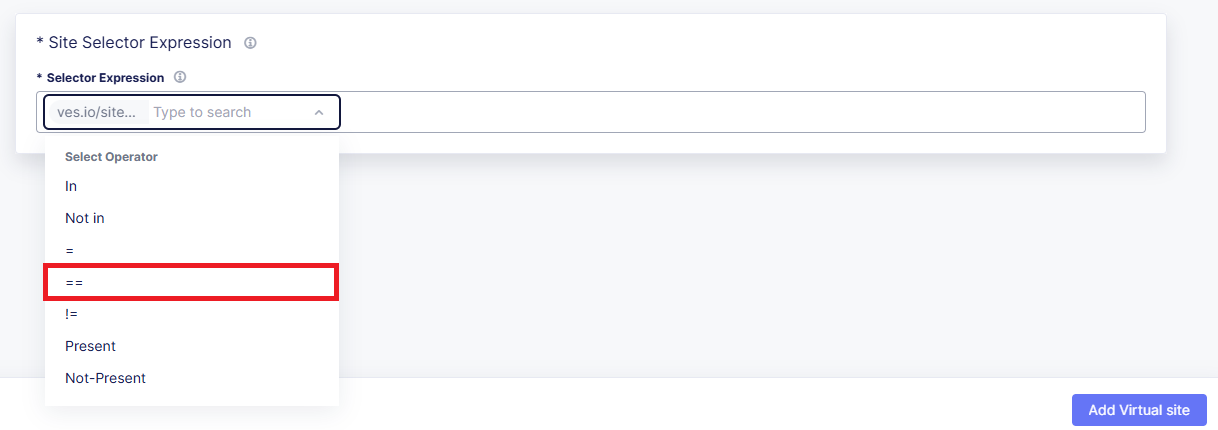 * Site Selector Expression
* Selector Expression
ves.io/site... Type to search
Select Operator
In
Not in
=
==
!=
Present
Not-Present
Add Virtual site